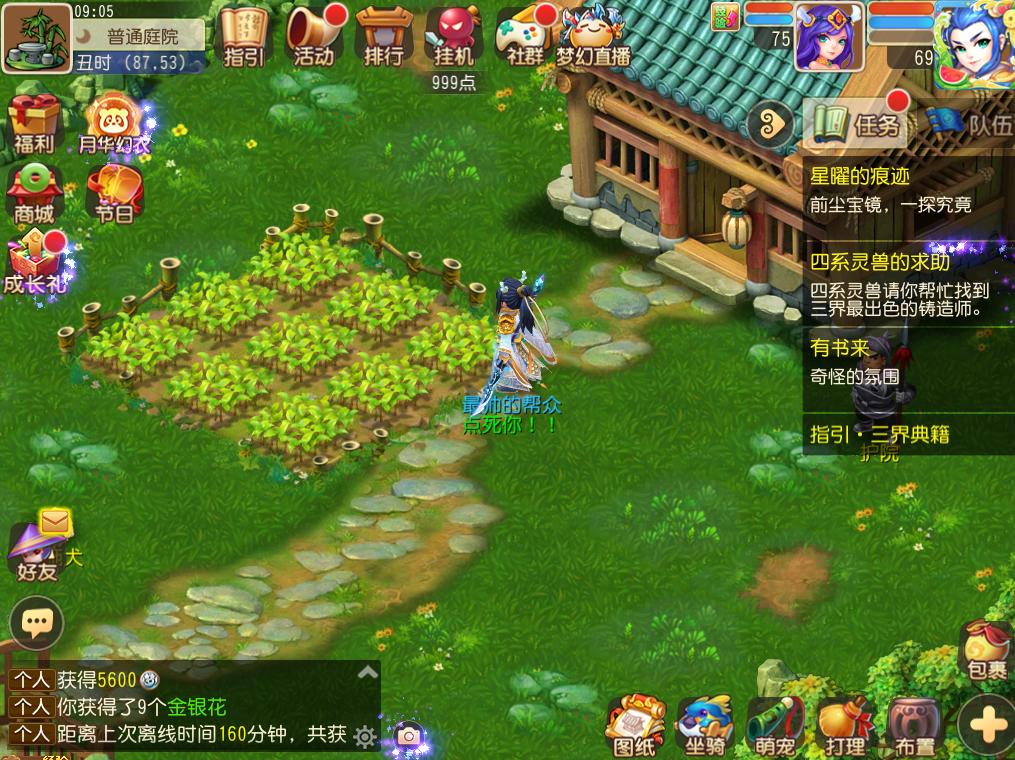 09:05
普通庭院
丑时 (87,53)
指引
活动
排行
挂机
999点
社群
梦幻直播
75
69
福利
月华幻衣
商城
节日
成长礼
任务
队伍
星曜的痕迹
前尘宝镜，一探究竟
四系灵兽的求助
四系灵兽请你帮忙找到
三界最出色的铸造师。
有书来
奇怪的氛围
指引·三界典籍
护院
最帅的帮众
点死你！！
犬
好友
个人 获得5600
个人 你获得了9个金银花
个人 距离上次离线时间160分钟，共获
图纸
坐骑
萌宠
打理
布置
包裹